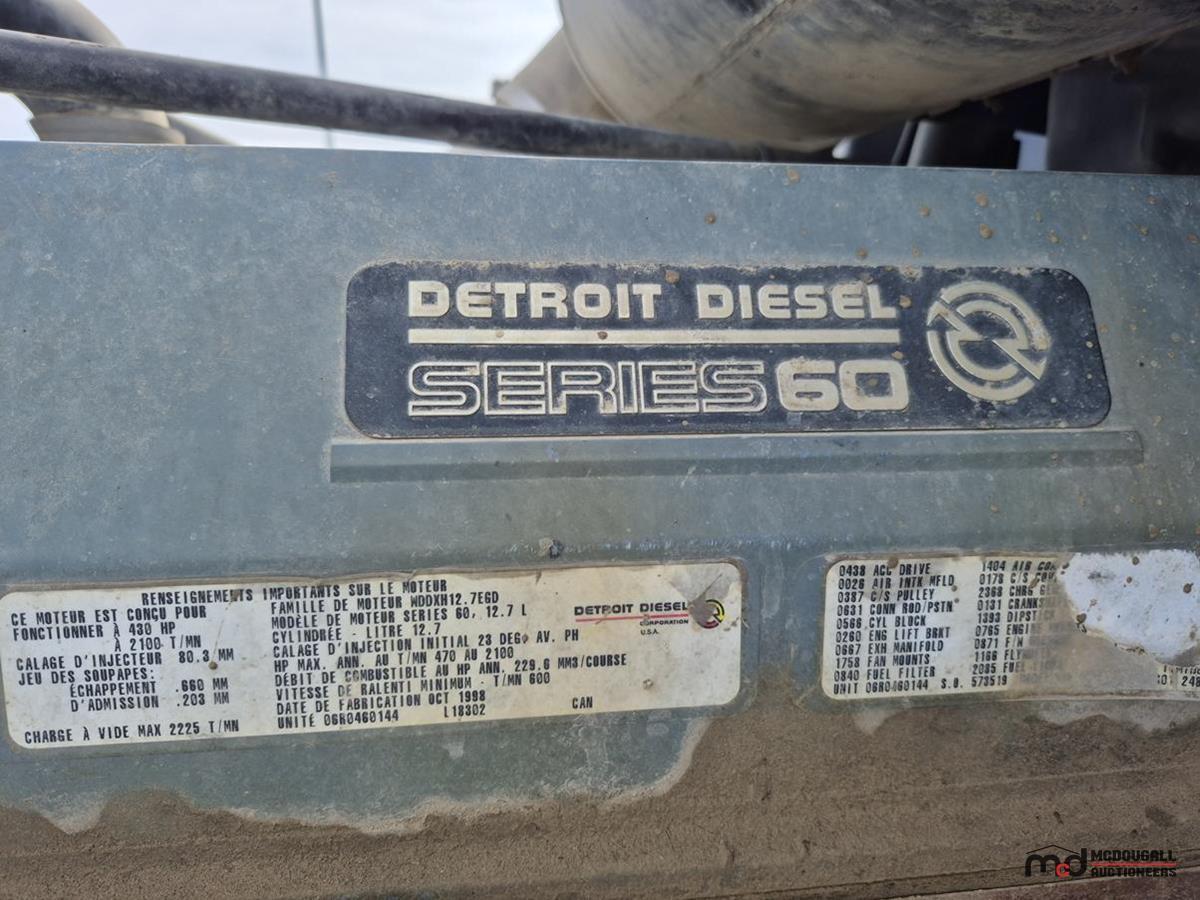 DETROIT DIESEL
SERIES 60
RENSEIGNEMENTS IMPORTANTS SUR LE MOTEUR
CE MOTEUR EST CONÇU POUR
FONCTIONNER À 430 HP
À 2100 T/MN
CALAGE D'INJECTEUR 80.3 MM
JEU DES SOUPAPES:
ÉCHAPPEMENT .660 MM
D'ADMISSION .203 MM
CHARGE À VIDE MAX 2225 T/MN
FAMILLE DE MOTEUR WDDXH12.7EGD
MODÈLE DE MOTEUR SERIES 60, 12.7 L
CYLINDRÉE - LITRE 12.7
CALAGE D'INJECTION INITIAL 23 DEG. AV. PH
HP MAX. ANN. AU T/MN 470 AU 2100
DÉBIT DE COMBUSTIBLE AU HP ANN. 229.6 MM3/COURSE
VITESSE DE RALENTI MINIMUM - T/MN 600
DATE DE FABRICATION OCT 1998
UNITÉ 06R0460144 L18302 CAN
DETROIT DIESEL
CORPORATION
U.S.A.
0438 ACC DRIVE
0026 AIR INTK MFLD
0387 C/S PULLEY
0631 CONN ROD/PSTN
0566 CYL BLOCK
0260 ENG LIFT BRKT
0667 EXH MANIFOLD
1758 FAN MOUNTS
0840 FUEL FILTER
UNIT 06R0460144 S.O. 573519
1404 AIR
0178 C/S
2368 CHRG
0131
1393
0765
0871 F/W
1166
2085 FUEL
mcd MCDOUGALL
AUCTIONEERS